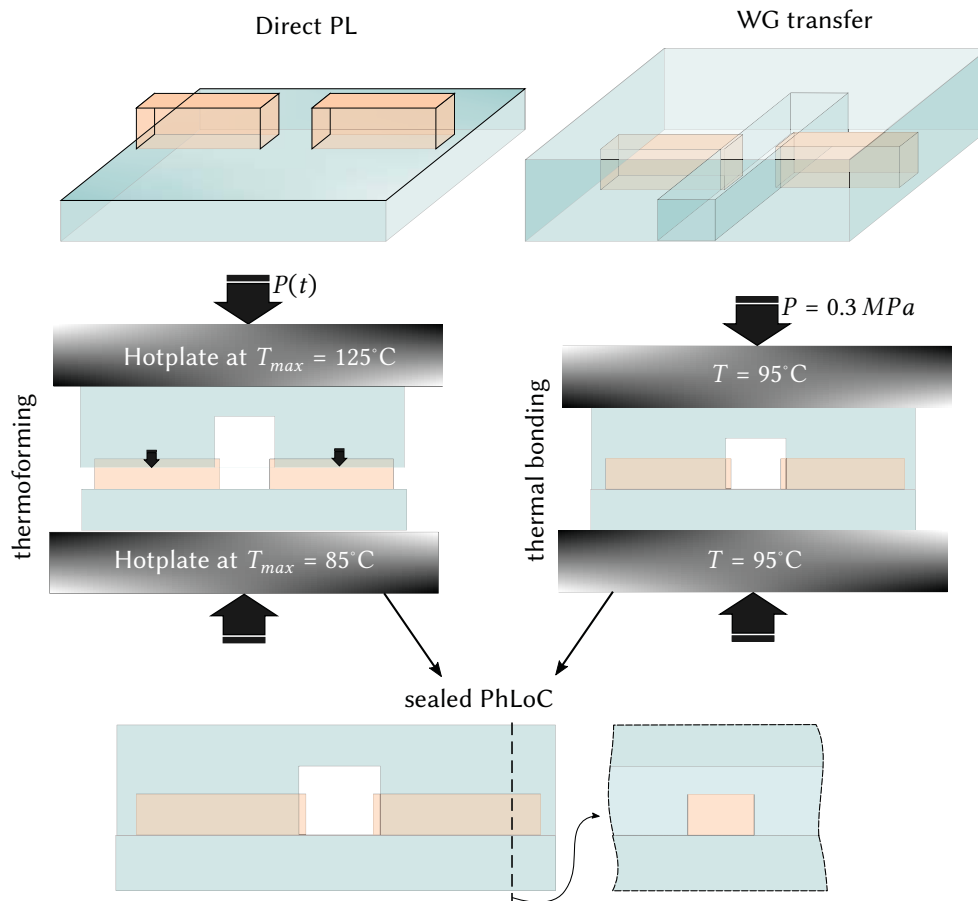 Direct PL
WG transfer
P(t)
P = 0.3 MPa
Hotplate at T_max = 125°C
T = 95°C
thermoforming
thermal bonding
Hotplate at T_max = 85°C
T = 95°C
sealed PhLoC